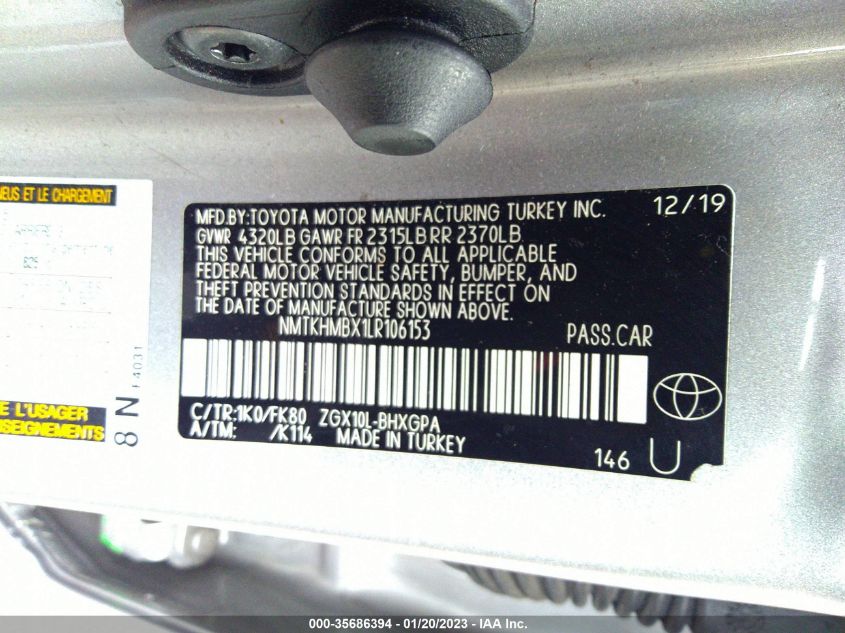 MFD.BY:TOYOTA MOTOR MANUFACTURING TURKEY INC. 12/19
GVWR 4320LB GAWR FR 2315LB RR 2370LB
THIS VEHICLE CONFORMS TO ALL APPLICABLE
FEDERAL MOTOR VEHICLE SAFETY, BUMPER, AND
THEFT PREVENTION STANDARDS IN EFFECT ON
THE DATE OF MANUFACTURE SHOWN ABOVE.
NMTKHMBX1LR106153 PASS.CAR
C/TR:1K0/FK80 ZGX10L-BHXGPA
A/TM: /K114 MADE IN TURKEY
146 U
ET LE CHARGEMENT
825
L'USAGER
8 N F4031
000-35686394 - 01/20/2023 - IAA Inc.